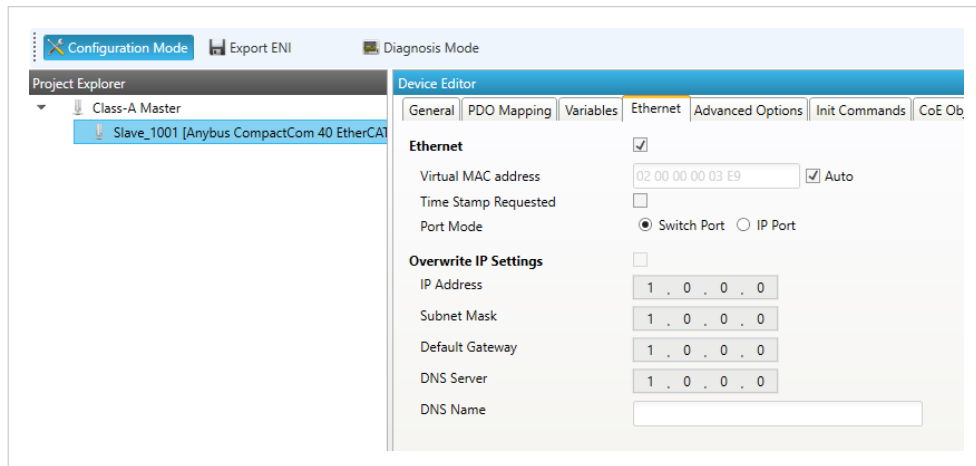 Configuration Mode Export ENI Diagnosis Mode
Project Explorer
Class-A Master
Slave_1001 [Anybus CompactCom 40 EtherCAT
Device Editor
General PDO Mapping Variables Ethernet Advanced Options Init Commands CoE Obj
Ethernet
Virtual MAC address 02 00 00 00 03 E9 Auto
Time Stamp Requested
Port Mode Switch Port IP Port
Overwrite IP Settings
IP Address 1 . 0 . 0 . 0
Subnet Mask 1 . 0 . 0 . 0
Default Gateway 1 . 0 . 0 . 0
DNS Server 1 . 0 . 0 . 0
DNS Name